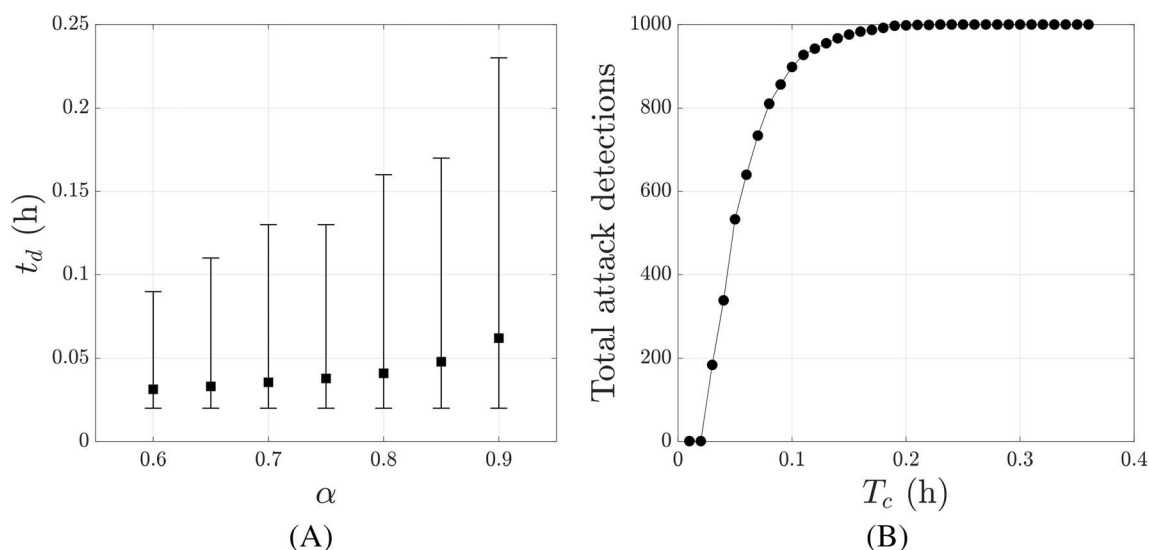 0.25
0.2
0.15
0.1
0.05
0
t_d (h)
0.6 0.7 0.8 0.9
α
(A)
1000
800
600
400
200
0
Total attack detections
0 0.1 0.2 0.3 0.4
T_c (h)
(B)